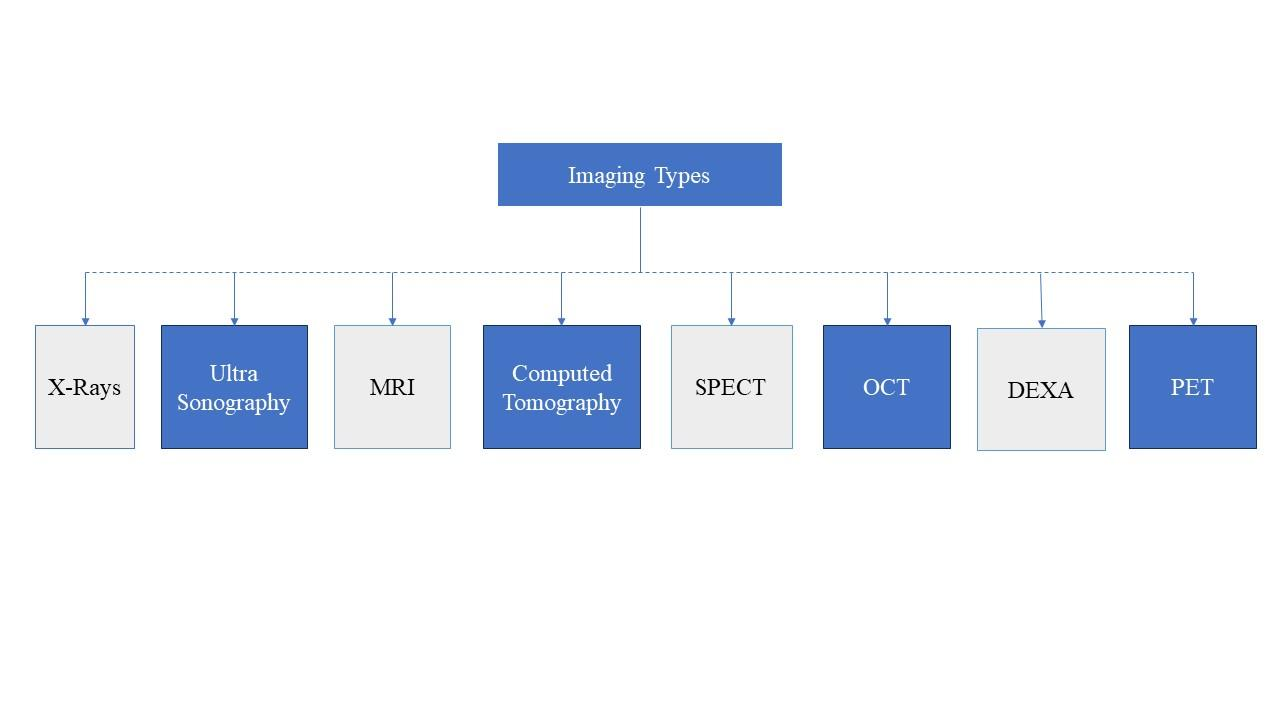 Imaging Types
X-Rays
Ultra
Sonography
MRI
Computed
Tomography
SPECT
OCT
DEXA
PET